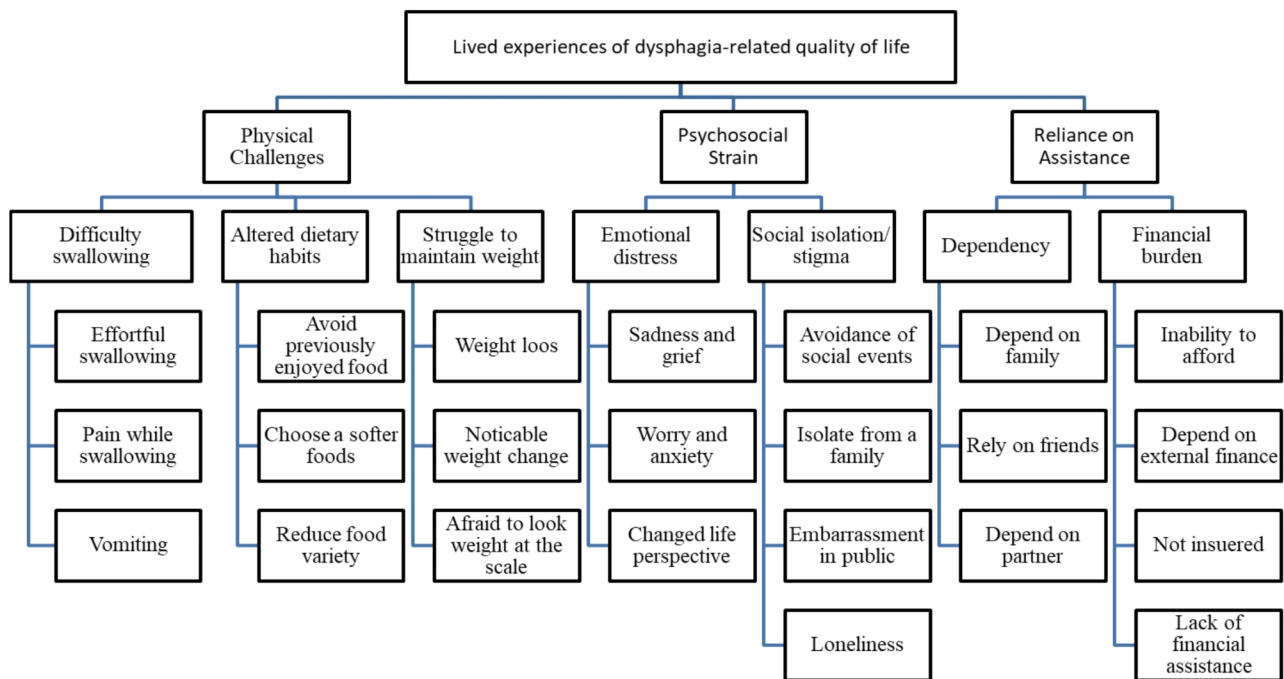 Lived experiences of dysphagia-related quality of life
Physical
Challenges
Psychosocial
Strain
Reliance on
Assistance
Difficulty
swallowing
Altered dietary
habits
Struggle to
maintain weight
Emotional
distress
Social isolation/
stigma
Dependency
Financial
burden
Effortful
swallowing
Pain while
swallowing
Vomiting
Avoid
previously
enjoyed food
Choose a softer
foods
Reduce food
variety
Weight loos
Noticable
weight change
Afraid to look
weight at the
scale
Sadness and
grief
Worry and
anxiety
Changed life
perspective
Avoidance of
social events
Isolate from a
family
Embarrassment
in public
Loneliness
Depend on
family
Rely on friends
Depend on
partner
Inability to
afford
Depend on
external finance
Not insuered
Lack of
financial
assistance